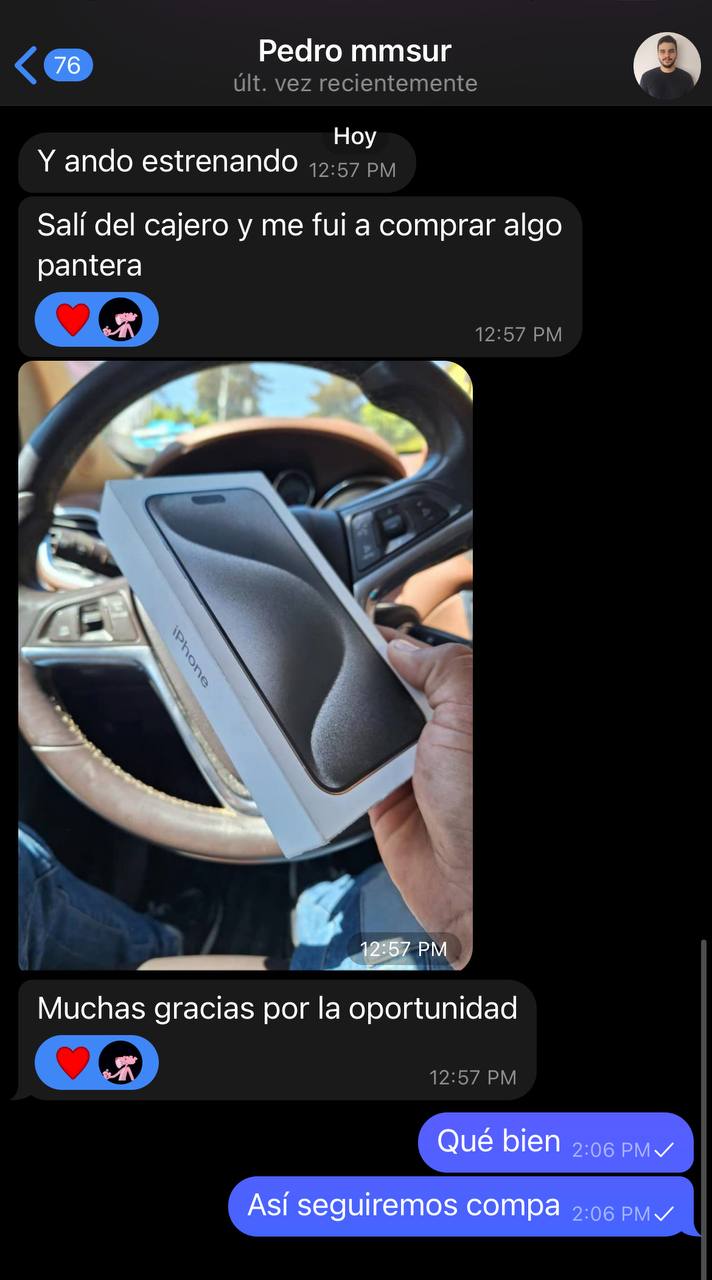 76
Pedro mmsur
últ. vez recientemente
Hoy
Y ando estrenando 12:57 PM
Salí del cajero y me fui a comprar algo
pantera
12:57 PM
iPhone
12:57 PM
Muchas gracias por la oportunidad
12:57 PM
Qué bien 2:06 PM
Así seguiremos compa 2:06 PM